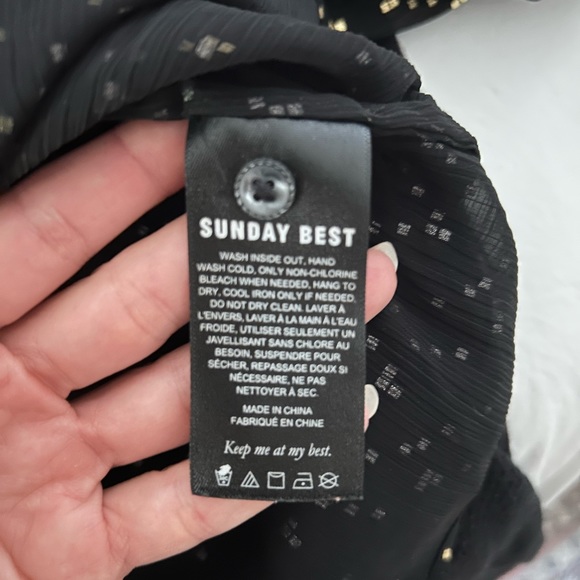 SUNDAY BEST
WASH INSIDE OUT, HAND
WASH COLD, ONLY NON-CHLORINE
BLEACH WHEN NEEDED, HANG TO
DRY, COOL IRON ONLY IF NEEDED,
DO NOT DRY CLEAN. LAVER À
L'ENVERS, LAVER À LA MAIN À L'EAU
FROIDE, UTILISER SEULEMENT UN
JAVELLISANT SANS CHLORE AU
BESOIN, SUSPENDRE POUR
SÉCHER, REPASSAGE DOUX SI
NÉCESSAIRE, NE PAS
NETTOYER À SEC.
MADE IN CHINA
FABRIQUÉ EN CHINE
Keep me at my best.